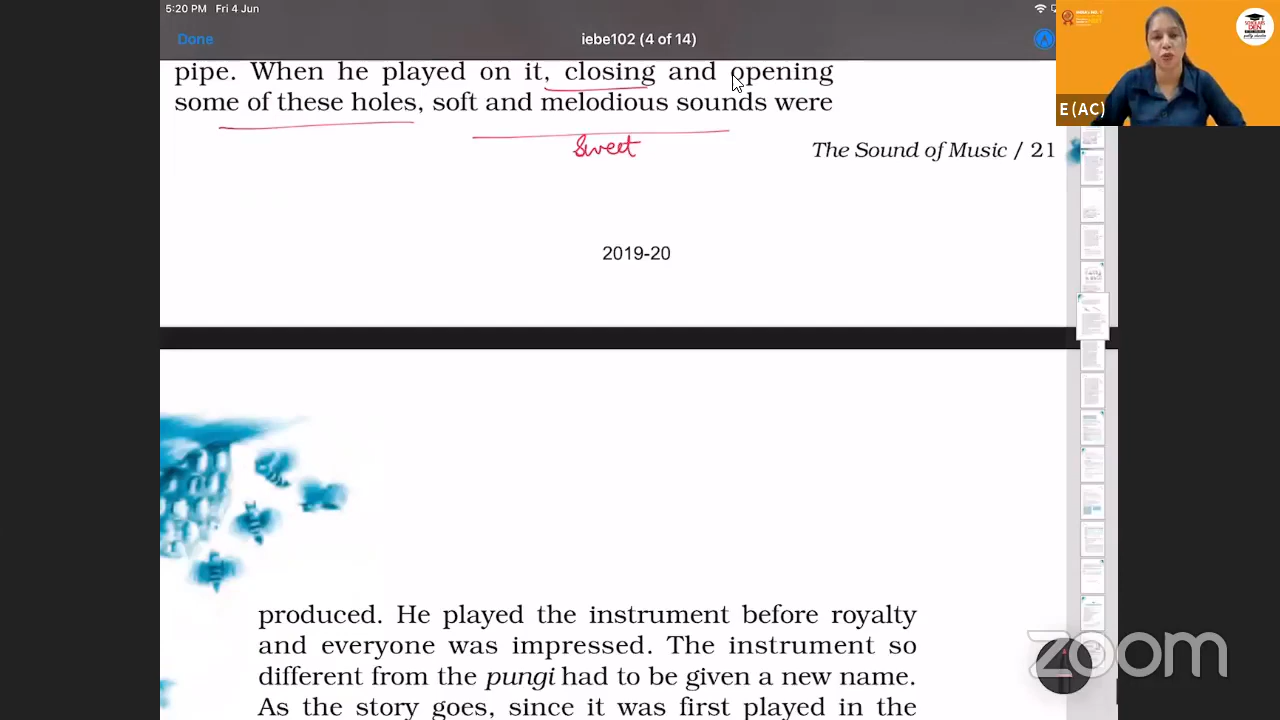 5:20 PM Fri 4 Jun
Done
iebe102 (4 of 14)
SCHOLARS DEN
E (AC)
pipe. When he played on it, closing and opening
some of these holes, soft and melodious sounds were
Sweet
The Sound of Music / 21
2019-20
produced. He played the instrument before royalty
and everyone was impressed. The instrument so
different from the pungi had to be given a new name.
As the story goes, since it was first played in the
zoom